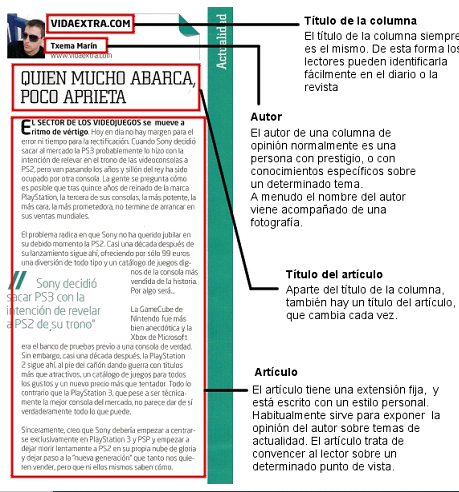 VIDAEXTRA.COM
Txema Marín
www.vidaextra.com
Actualidad
QUIEN MUCHO ABARCA,
POCO APRIETA
EL SECTOR DE LOS VIDEOJUEGOS se mueve a
ritmo de vértigo. Hoy en día no hay margen para el
error ni tiempo para la rectificación. Cuando Sony decidió
sacar al mercado la PS3 probablemente lo hizo con la
intención de relevar en el trono de las videoconsolas a
PS2, pero van pasando los años y sillón del rey ha sido
ocupado por otra consola. La gente se pregunta cómo
es posible que tras quince años de reinado de la marca
PlayStation, la tercera de sus consolas, la más potente, la
más cara, la más prometedora, no termine de arrancar en
sus ventas mundiales.
El problema radica en que Sony no ha querido jubilar en
su debido momento la PS2. Casi una década después de
su lanzamiento sigue ahí, ofreciendo por sólo 99 euros
una diversión de todo tipo y un catálogo de juegos dig-
nos de la consola más
vendida de la historia.
Por algo será...
// Sony decidió
sacar PS3 con la
intención de revelar
a PS2 de su trono"
La GameCube de
Nintendo fue más
bien anecdótica y la
Xbox de Microsoft
era el banco de pruebas previo a una consola de verdad.
Sin embargo, casi una década después, la PlayStation
2 sigue ahí, al pie del cañón dando guerra con títulos
más que atractivos, un catálogo de juegos para todos
los gustos y un nuevo precio más que tentador. Todo lo
contrario que la PlayStation 3, que pese a ser técnica-
mente la mejor consola del mercado, no parece dar de sí
verdaderamente todo lo que puede.
Sinceramente, creo que Sony debería empezar a centrar-
se exclusivamente en PlayStation 3 y PSP y empezar a
dejar morir lentamente a PS2 en su propia nube de gloria
y dejar paso a la "nueva generación" que tanto nos quie-
ren vender, pero que ni ellos mismos saben cómo.
Título de la columna
El título de la columna siempre
es el mismo. De esta forma los
lectores pueden identificarla
fácilmente en el diario o la
revista
Autor
El autor de una columna de
opinión normalmente es una
persona con prestigio, o con
conocimientos específicos sobre
un determinado tema.
A menudo el nombre del autor
viene acompañado de una
fotografía.
Título del artículo
Aparte del título de la columna,
también hay un título del artículo,
que cambia cada vez.
Artículo
El artículo tiene una extensión fija, y
está escrito con un estilo personal.
Habitualmente sirve para exponer la
opinión del autor sobre temas de
actualidad. El artículo trata de
convencer al lector sobre un
determinado punto de vista.